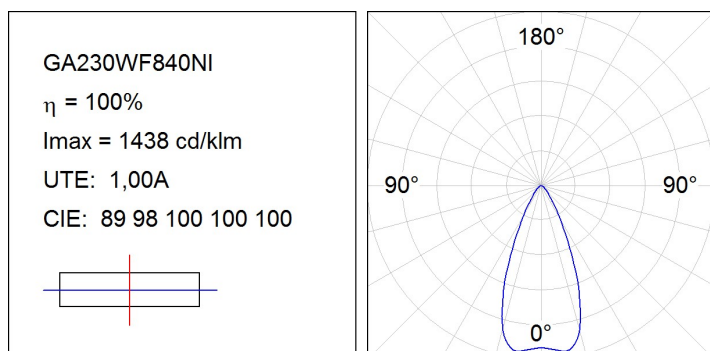 GA230WF840NI
η = 100%
Imax = 1438 cd/klm
UTE: 1,00A
CIE: 89 98 100 100 100
180°
90° 90°
0°